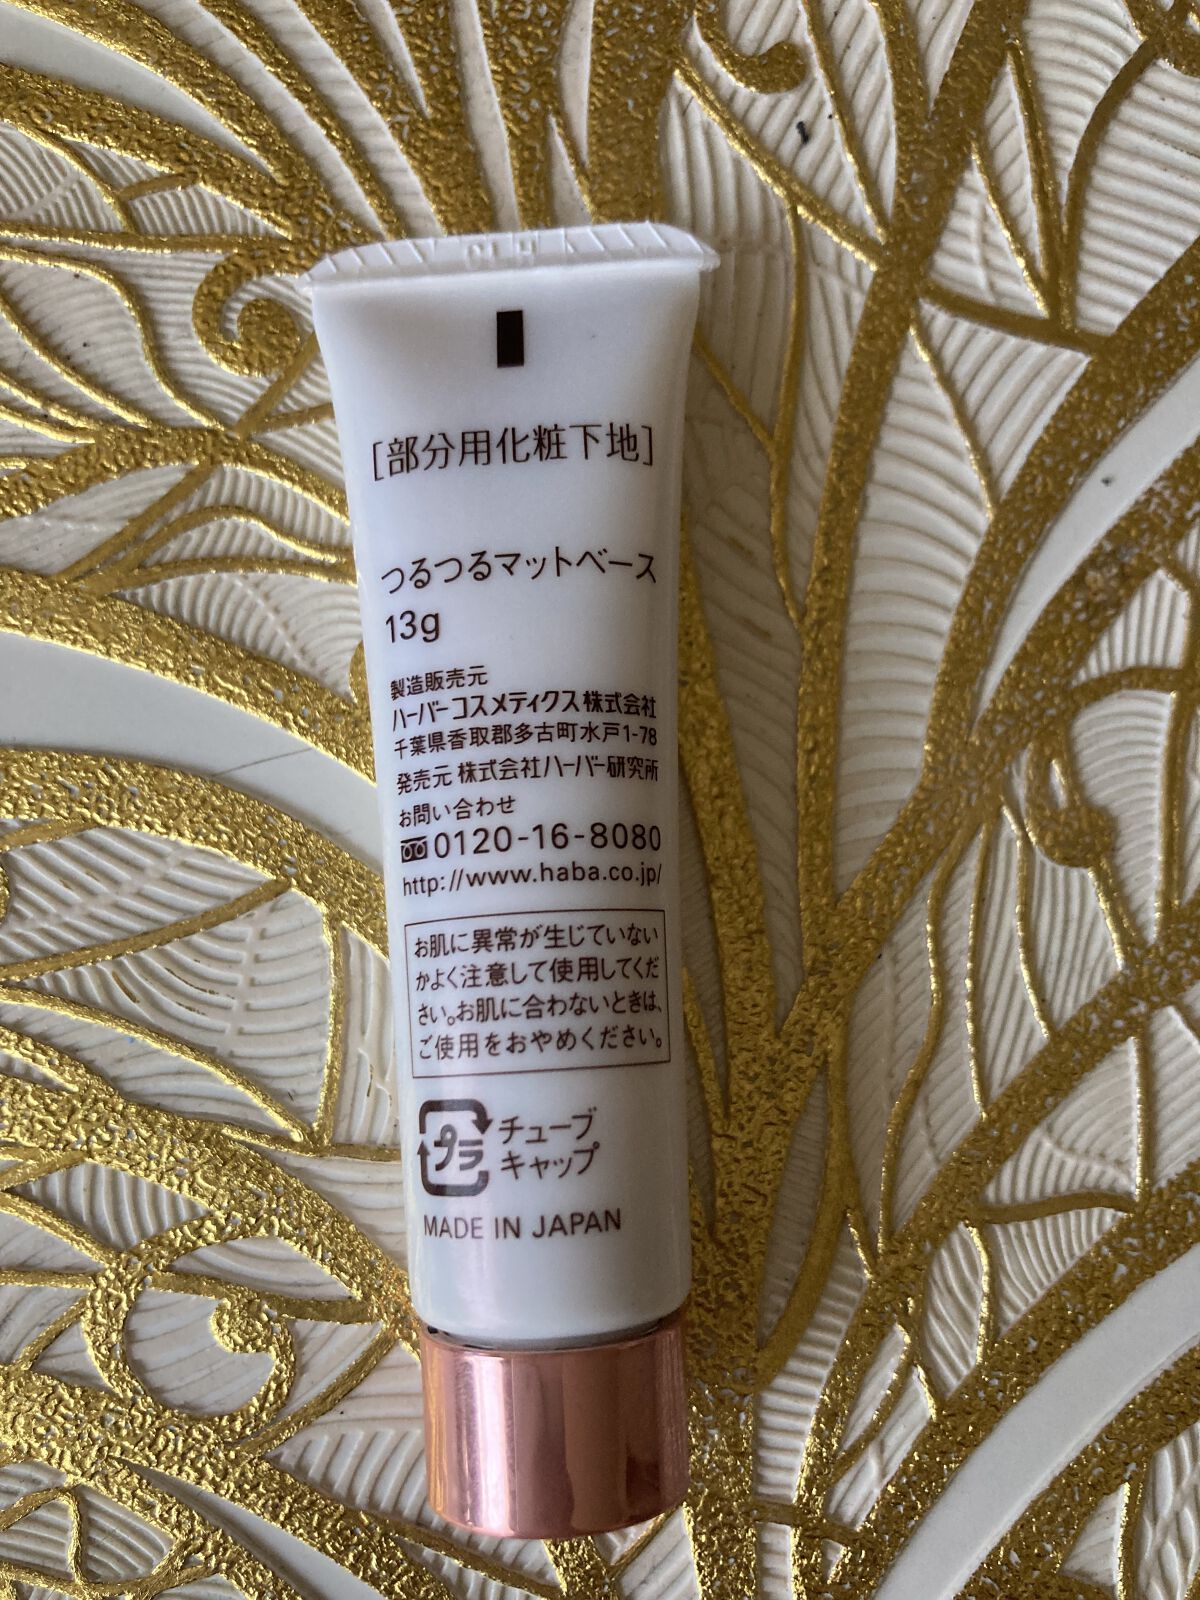 [部分用化粧下地]
つるつるマットベース
13g
製造販売元
ハーバーコスメティクス株式会社
千葉県香取郡多古町水戸1-78
発売元 株式会社ハーバー研究所
お問い合わせ
0120-16-8080
http://www.haba.co.jp/
お肌に異常が生じていない
かよく注意して使用してくだ
さい。お肌に合わないときは、
ご使用をおやめください。
プラ
チューブ
キャップ
MADE IN JAPAN